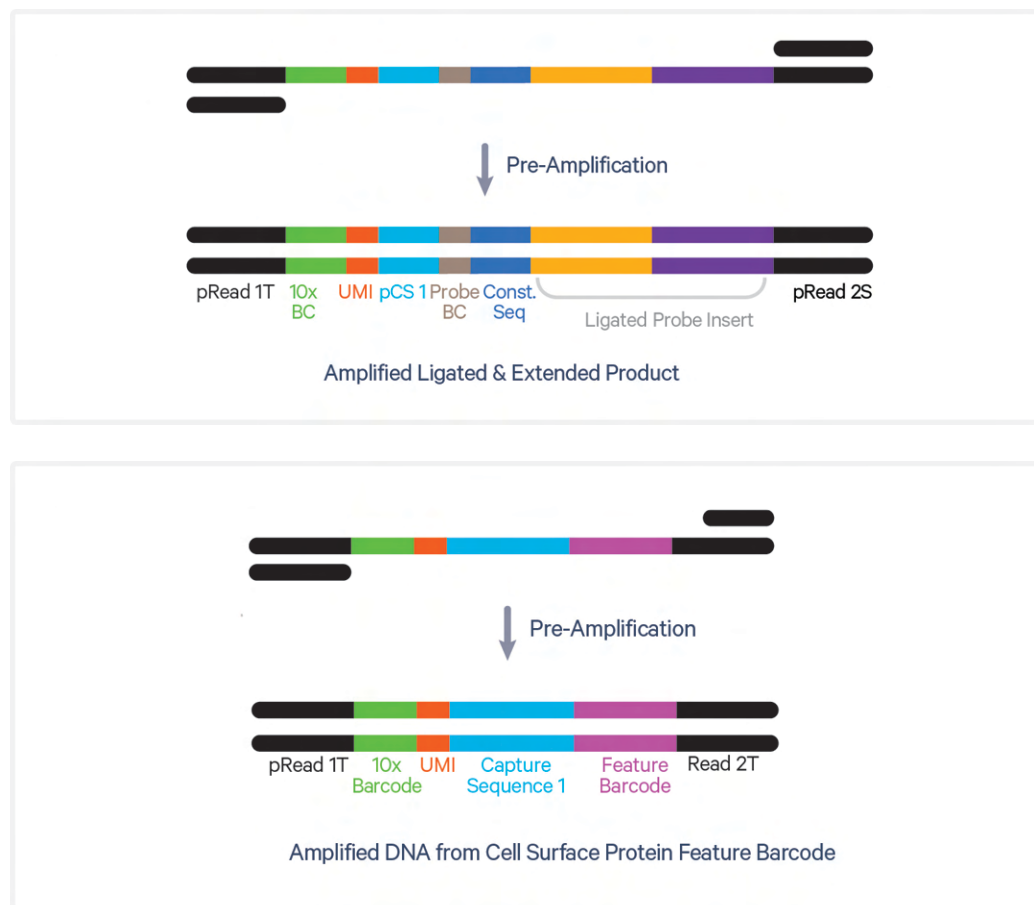 Pre-Amplification
pRead 1T 10x UMI pCS 1 Probe Const. pRead 2S
BC BC Seq
Ligated Probe Insert
Amplified Ligated & Extended Product
Pre-Amplification
pRead 1T 10x UMI Capture Feature Read 2T
Barcode Sequence 1 Barcode
Amplified DNA from Cell Surface Protein Feature Barcode